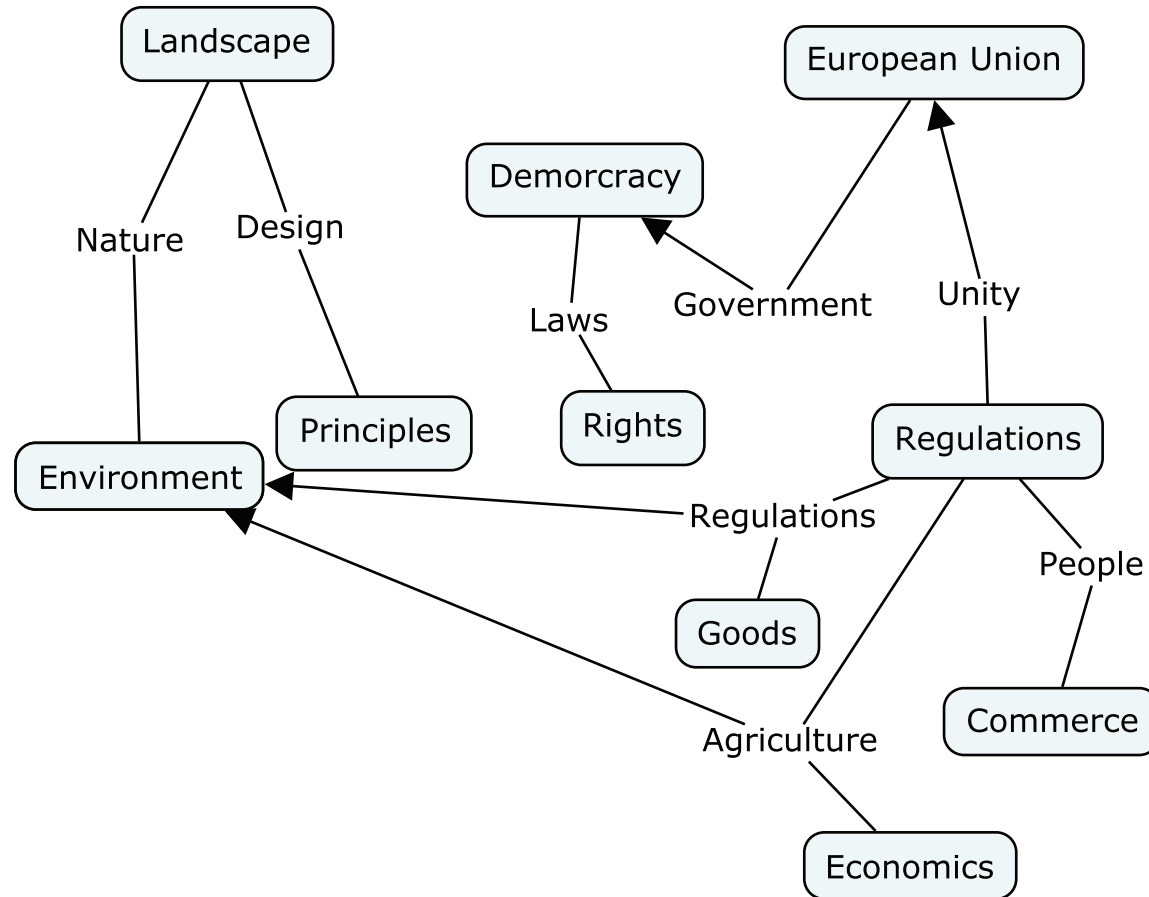 Landscape
European Union
Demorcracy
Nature
Design
Government
Unity
Laws
Principles
Rights
Regulations
Environment
Regulations
People
Goods
Commerce
Agriculture
Economics